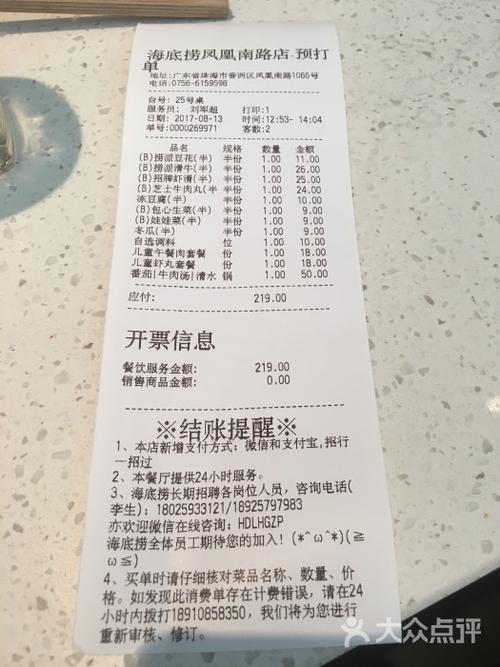 海底捞凤凰南路店-预打
单
地址:广东省珠海市香洲区凤凰南路1066号
电话:0756-6159598
台号: 25号桌
服务员: 刘军超 打印:1
日期: 2017-08-13 时间:12:53- 14:04
单号:0000269971 客数:2
品名 规格 数量 金额
(B)捞派豆花(半) 半份 1.00 11.00
(B)捞派滑牛(半) 半份 1.00 26.00
(B)招牌虾滑(半) 半份 1.00 25.00
(B)芝士牛肉丸(半 半份 1.00 24.00
冻豆腐(半) 半份 1.00 10.00
(B)包心生菜(半) 半份 1.00 9.00
(B)娃娃菜(半) 半份 1.00 9.00
冬瓜(半) 半份 1.00 9.00
自选调料 位 1.00 10.00
儿童午餐肉套餐 份 1.00 18.00
儿童虾丸套餐 份 1.00 18.00
番茄|牛肉汤|清水 锅 1.00 50.00
应付: 219.00
开票信息
餐饮服务金额: 219.00
销售商品金额: 0.00
※结账提醒※
1、本店新增支付方式: 微信和支付宝,招行
一招过
2、本餐厅提供24小时服务。
3、海底捞长期招聘各岗位人员，咨询电话(
李生): 18025933121/18925797983
亦欢迎微信在线咨询: HDLHGZP
海底捞全体员工期待您的加入! (*^ω^*)(≧
ω≦)
4、买单时请仔细核对菜品名称、数量、价
格。如发现此消费单存在计费错误，请在24
小时内拨打18910858350，我们将为您进行
重新审核、修订。
大众点评